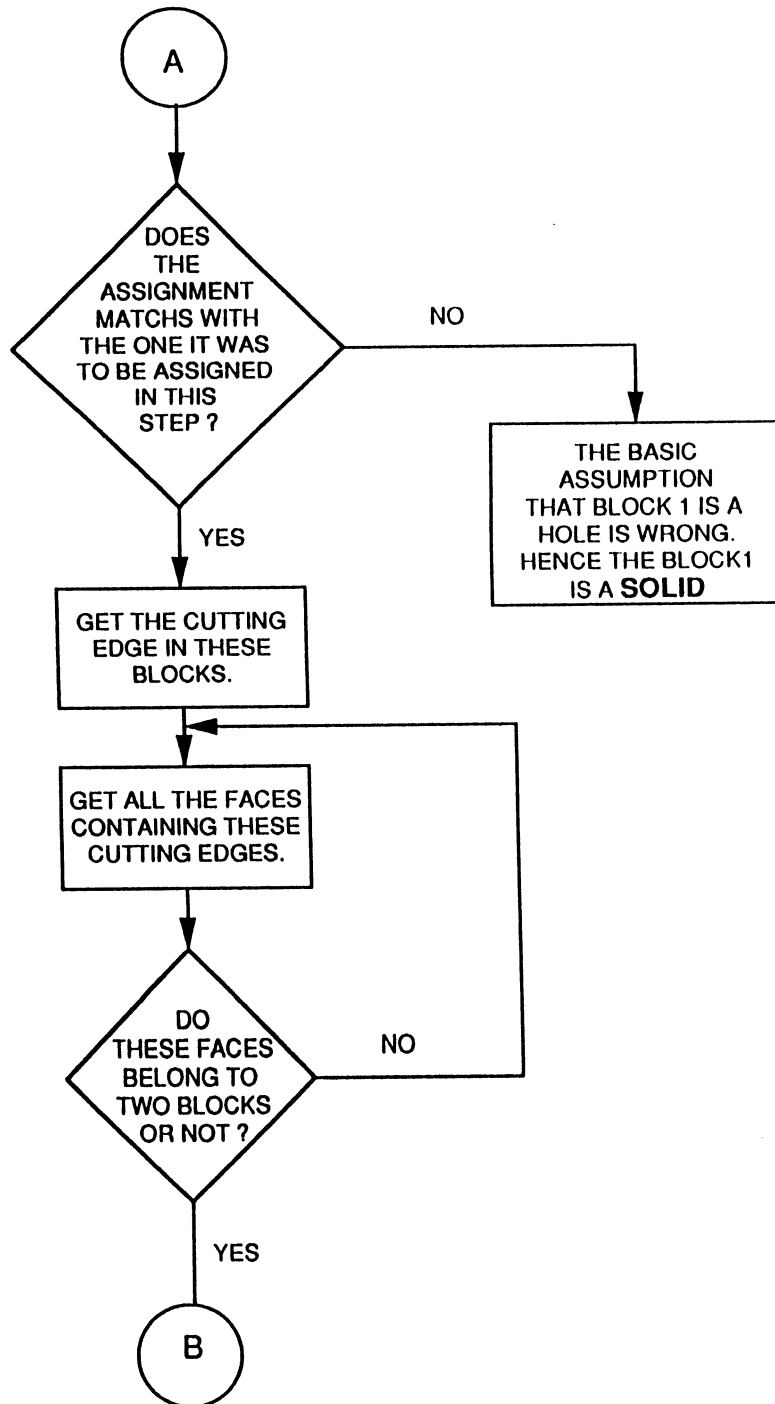 A
DOES
THE
ASSIGNMENT
MATCHS WITH
THE ONE IT WAS
TO BE ASSIGNED
IN THIS
STEP ?
NO
THE BASIC
ASSUMPTION
THAT BLOCK 1 IS A
HOLE IS WRONG.
HENCE THE BLOCK1
IS A SOLID
YES
GET THE CUTTING
EDGE IN THESE
BLOCKS.
GET ALL THE FACES
CONTAINING THESE
CUTTING EDGES.
DO
THESE FACES
BELONG TO
TWO BLOCKS
OR NOT ?
NO
YES
B